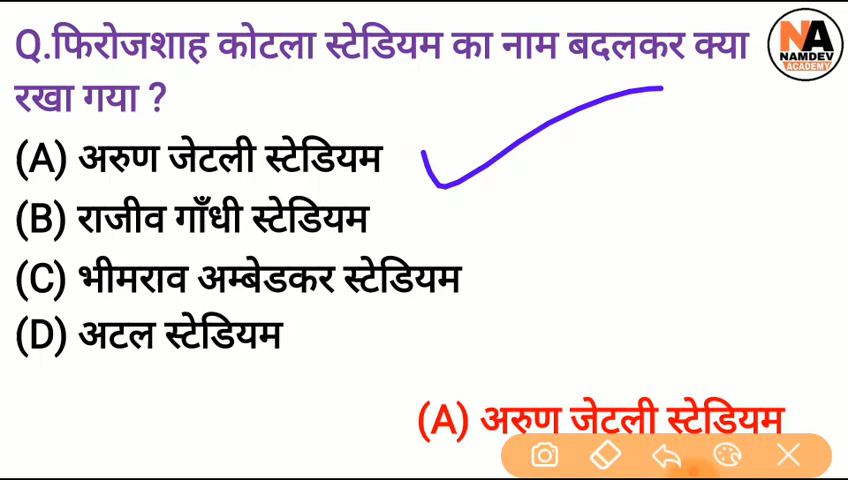 Q.फिरोजशाह कोटला स्टेडियम का नाम बदलकर क्या
रखा गया ?
(A) अरुण जेटली स्टेडियम
(B) राजीव गाँधी स्टेडियम
(C) भीमराव अम्बेडकर स्टेडियम
(D) अटल स्टेडियम
(A) अरुण जेटली स्टेडियम
NA
NAMDEV
ACADEMY